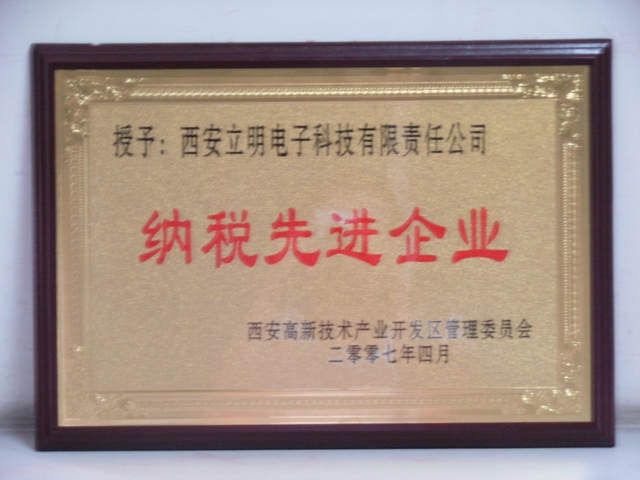 授予：西安立明电子科技有限责任公司
纳税先进企业
西安高新技术产业开发区管理委员会
二零零七年四月